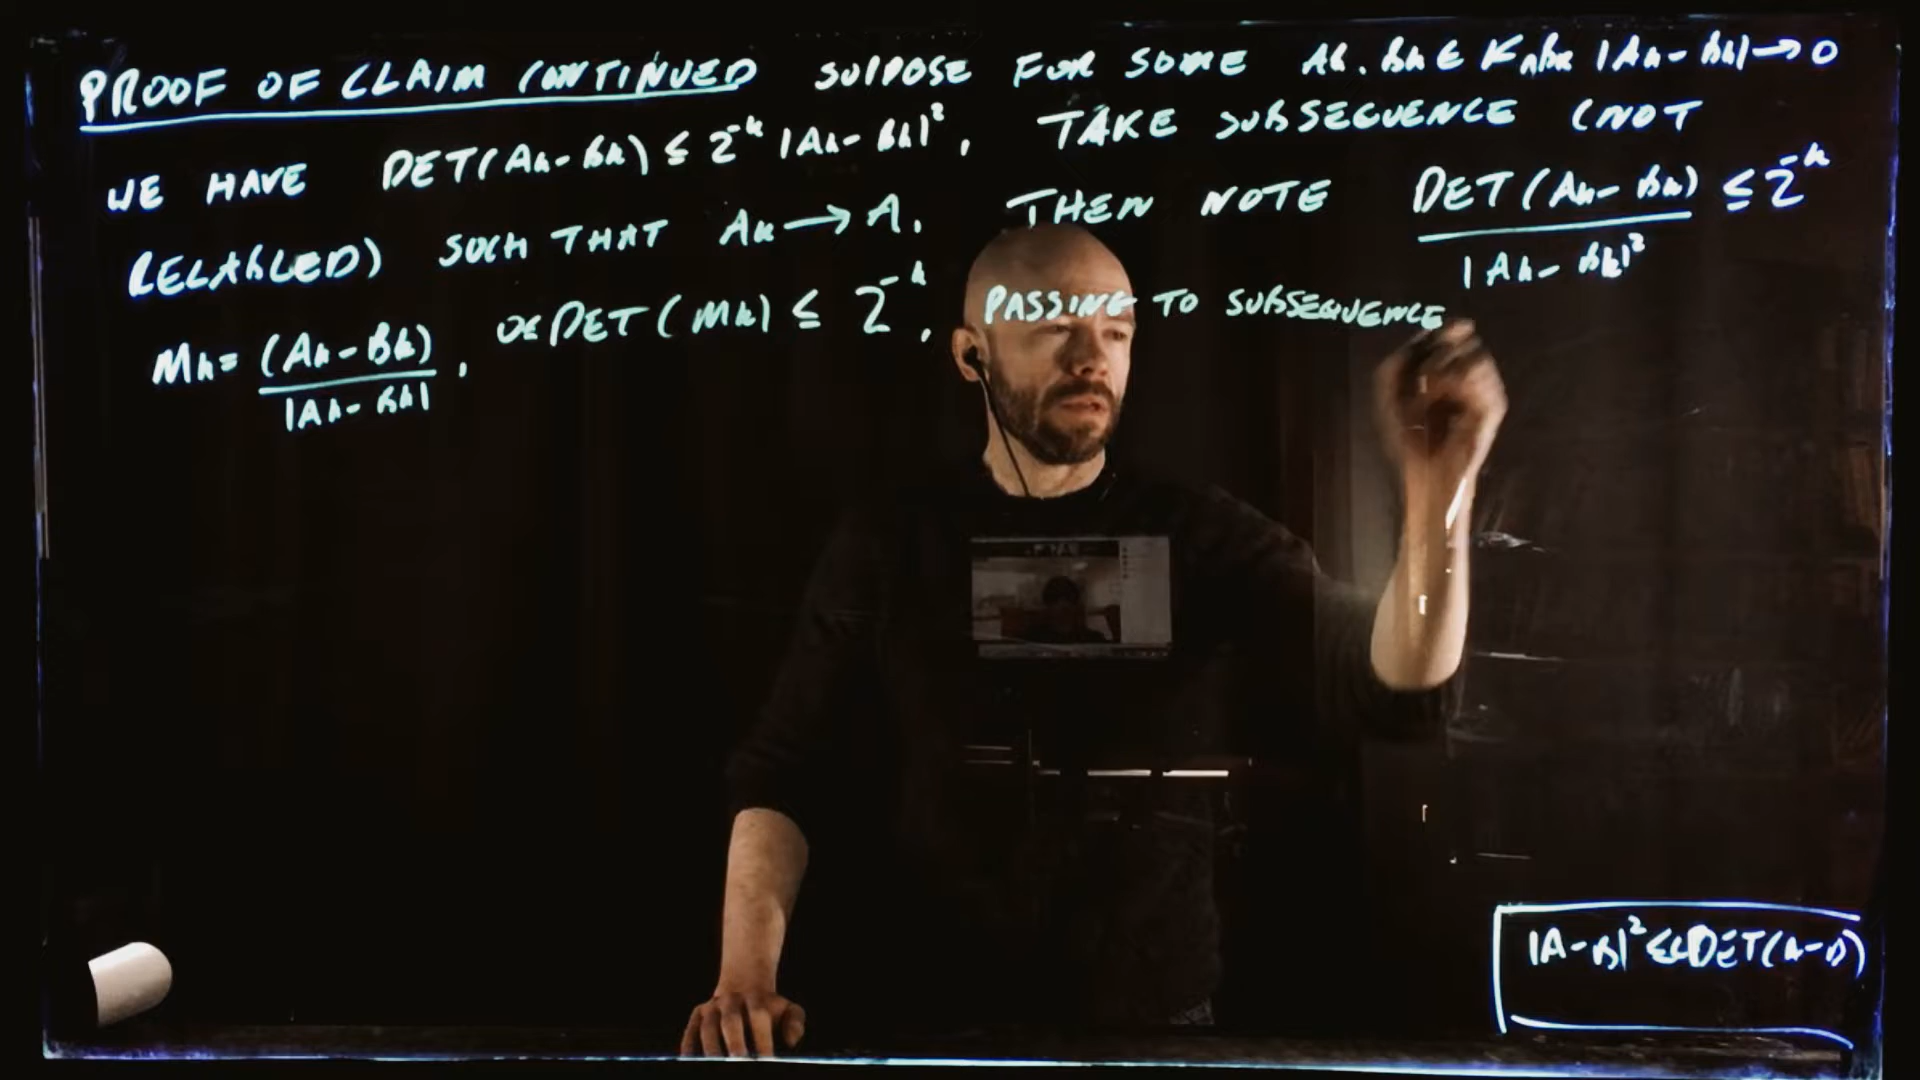 PROOF OF CLAIM CONTINUED SUPPOSE FOR SOME Ak, Bk ∈ K∩BR |Ak - Bk| → 0
WE HAVE DET(Ak - Bk) ≤ 2^-k |Ak - Bk|^2, TAKE SUBSEQUENCE (NOT
RELABLED) SUCH THAT Ak → A. THEN NOTE DET(Ak - Bk) / |Ak - Bk|^2 ≤ 2^-k
Mk = (Ak - Bk) / |Ak - Bk|, 0 ≤ DET(Mk) ≤ 2^-k, PASSING TO SUBSEQUENCE
|A - B|^2 ≤ c DET(A - B)